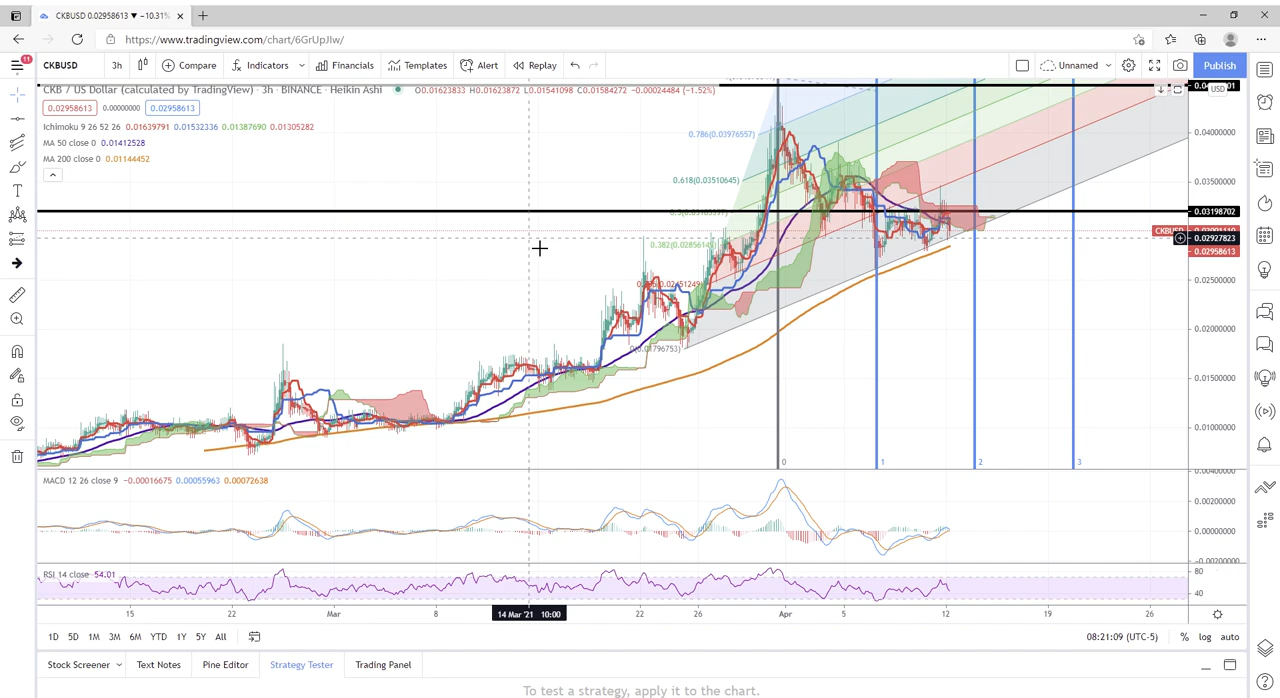 CKBUSD 0.02958613 ▼ −10.31%
https://www.tradingview.com/chart/6GrUpJIw/
11
CKBUSD 3h Compare Indicators Financials Templates Alert Replay Unnamed Publish
CKB / US Dollar (calculated by TradingView) · 3h · BINANCE · Heikin Ashi O0.01623833 H0.01623872 L0.01541098 C0.01584272 −0.00024484 (−1.52%)
USD
0.02958613 0.00000000 0.02958613
Ichimoku 9 26 52 26 0.01639791 0.01532336 0.01387690 0.01305282
MA 50 close 0 0.01412528
MA 200 close 0 0.01144452
0.786(0.03976557)
0.04000000
0.618(0.03510645)
0.03500000
0.03198702
CKBUSD
0.02927823
0.382(0.02856149)
0.02958613
0.02500000
0.02000000
0(0.01796753)
0.01500000
0.01000000
0 1 2 3
MACD 12 26 close 9 −0.00016675 0.00055963 0.00072638
0.00400000
0.00200000
0.00000000
−0.00200000
RSI 14 close 54.01
80
40
15 22 Mar 8 14 Mar '21 10:00 22 26 Apr 5 12 19 26
1D 5D 1M 3M 6M YTD 1Y 5Y All 08:21:09 (UTC-5) % log auto
Stock Screener Text Notes Pine Editor Strategy Tester Trading Panel
To test a strategy, apply it to the chart.